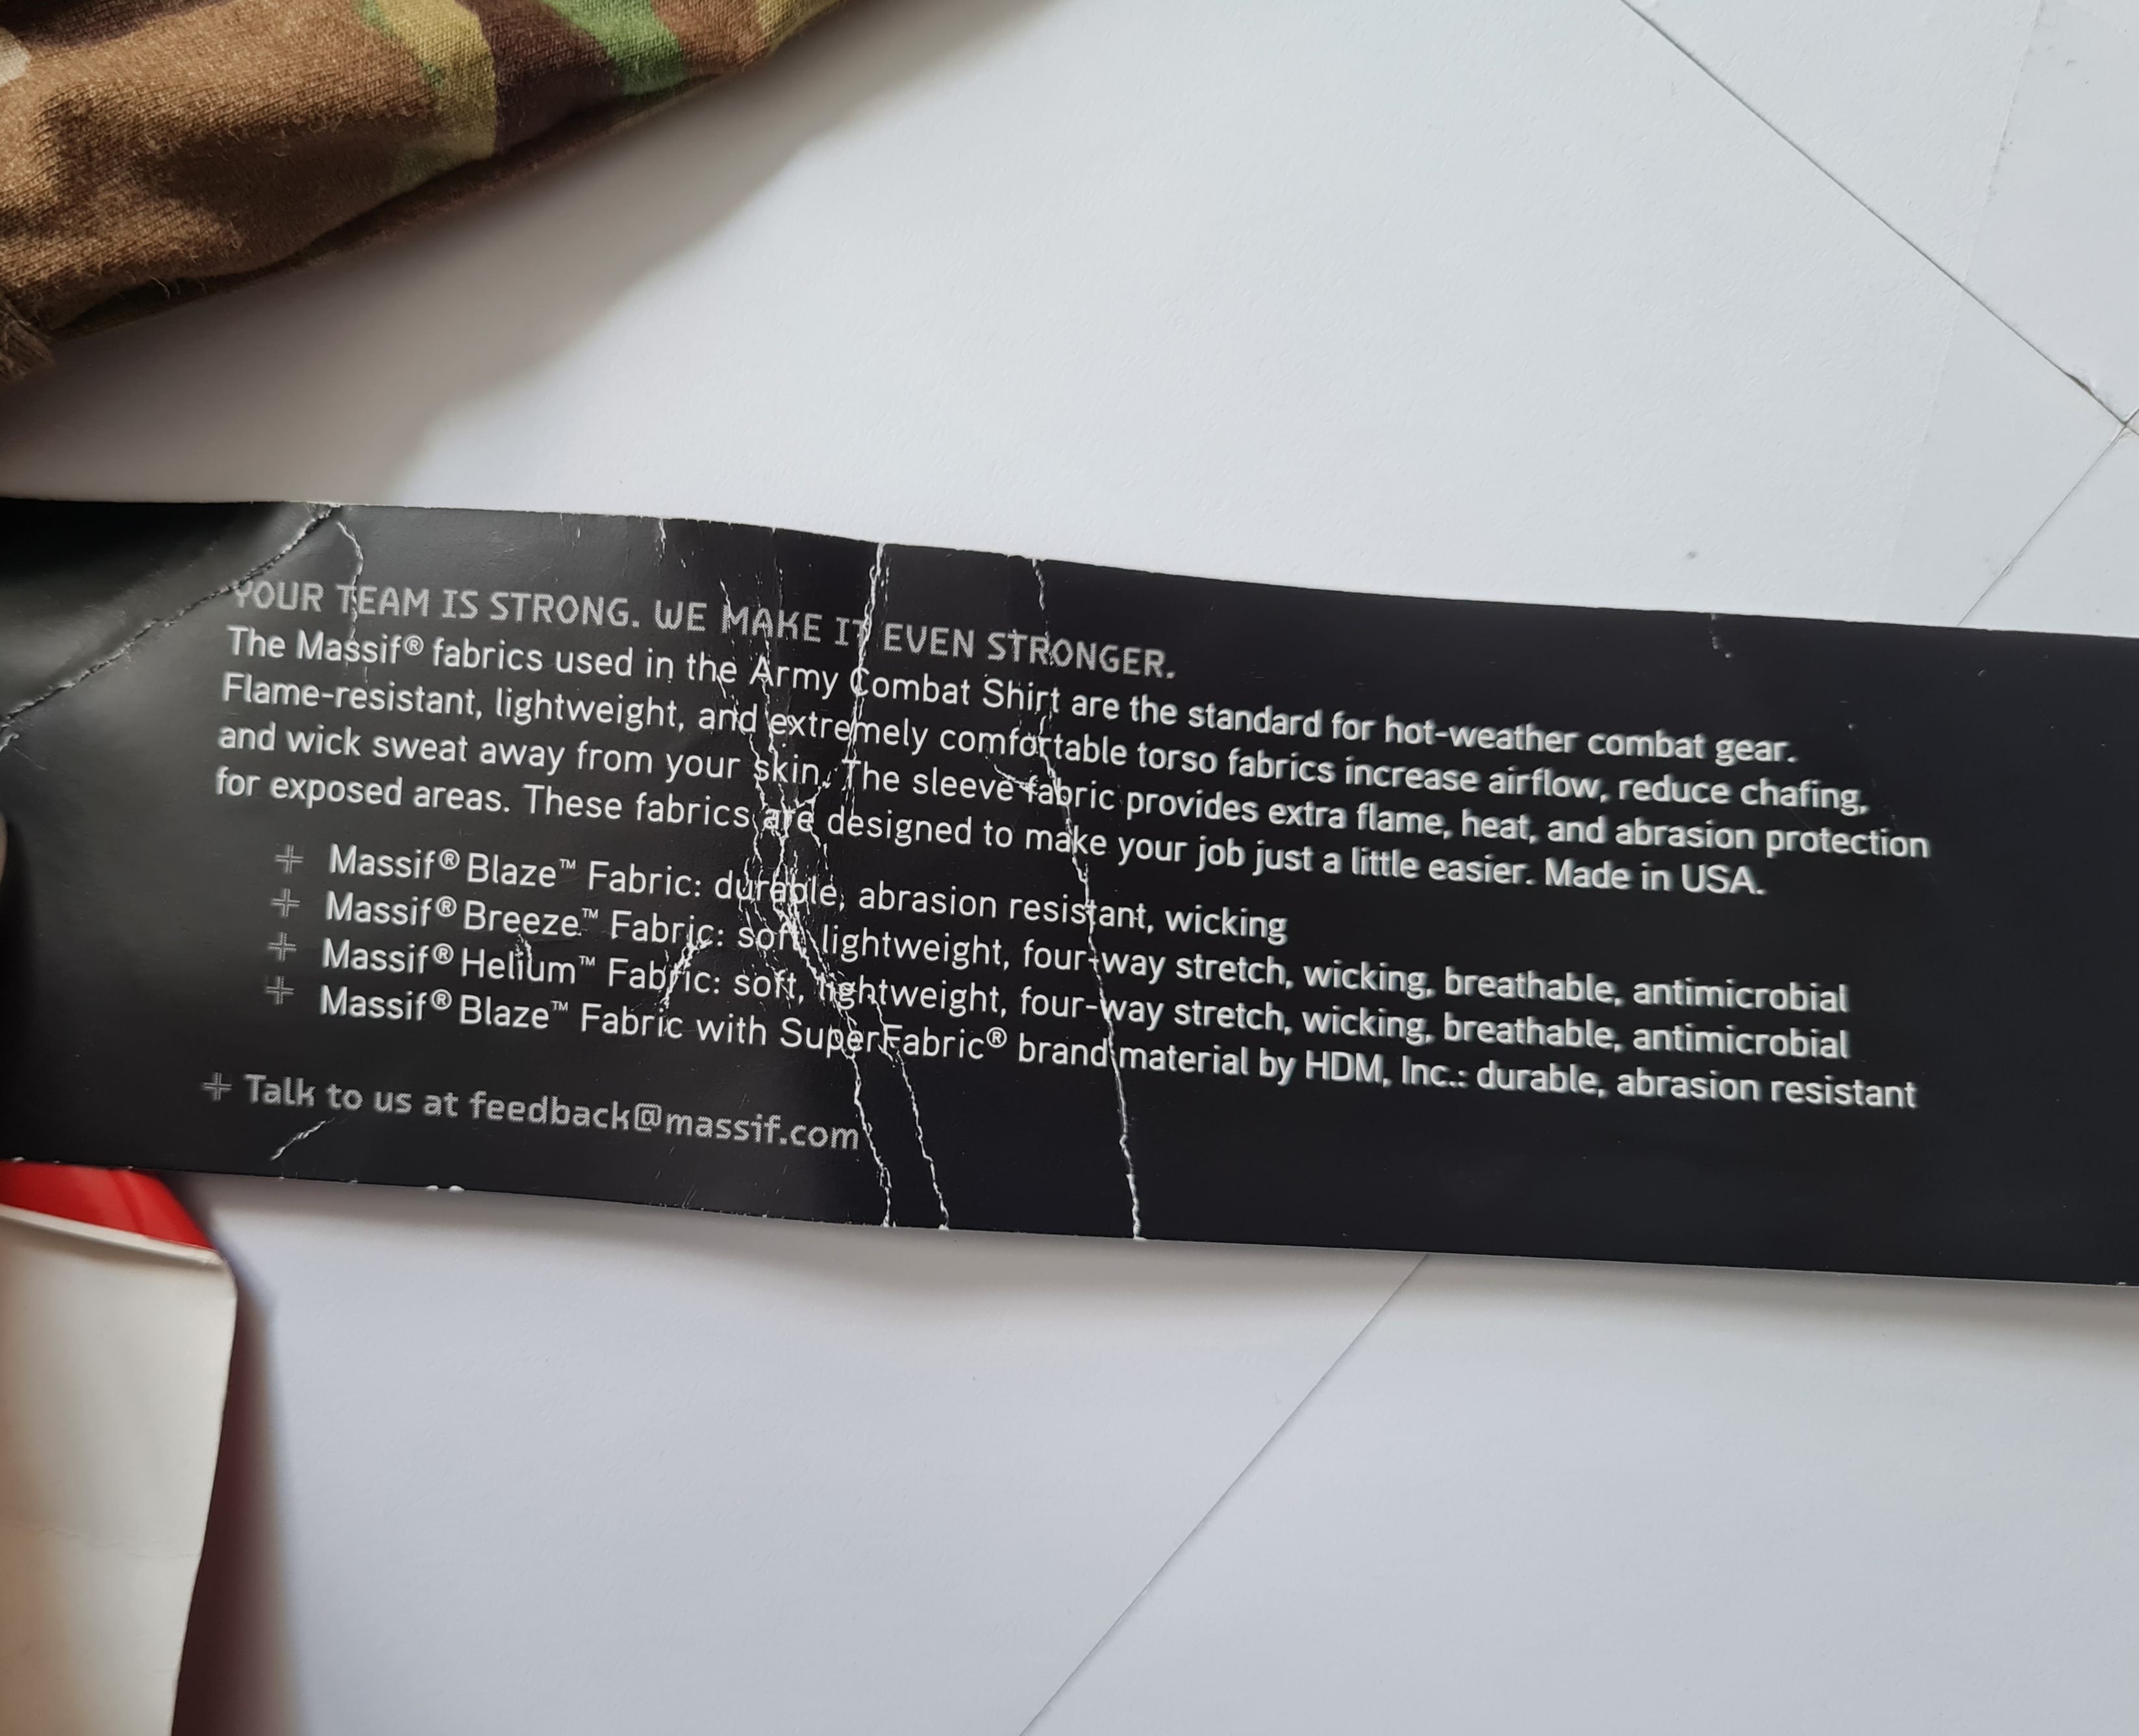 YOUR TEAM IS STRONG. WE MAKE IT EVEN STRONGER.
The Massif® fabrics used in the Army Combat Shirt are the standard for hot-weather combat gear.
Flame-resistant, lightweight, and extremely comfortable torso fabrics increase airflow, reduce chafing,
and wick sweat away from your skin. The sleeve fabric provides extra flame, heat, and abrasion protection
for exposed areas. These fabrics are designed to make your job just a little easier. Made in USA.
+ Massif® Blaze™ Fabric: durable, abrasion resistant, wicking
+ Massif® Breeze™ Fabric: soft, lightweight, four-way stretch, wicking, breathable, antimicrobial
+ Massif® Helium™ Fabric: soft, lightweight, four-way stretch, wicking, breathable, antimicrobial
+ Massif® Blaze™ Fabric with SuperFabric® brand material by HDM, Inc.: durable, abrasion resistant
+ Talk to us at feedback@massif.com